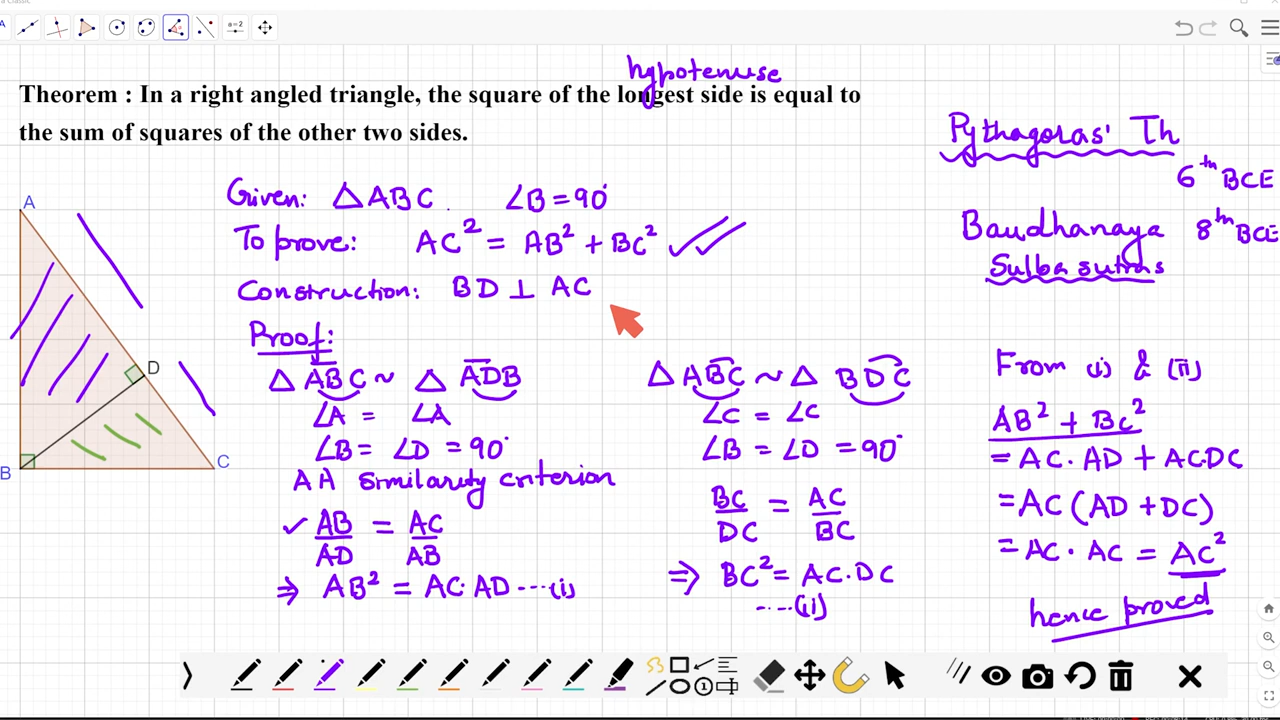 hypotenuse
Theorem : In a right angled triangle, the square of the longest side is equal to
the sum of squares of the other two sides.
Pythagoras' Th
6th BCE
Baudhanaya 8th BCE
Sulba sutras
Given: △ABC. ∠B = 90°
To prove: AC² = AB² + BC² ✓✓
Construction: BD ⊥ AC
A
D
B
C
Proof:
△ ABC ~ △ ADB
∠A = ∠A
∠B = ∠D = 90°
AA similarity criterion
✓ AB/AD = AC/AB
⇒ AB² = AC·AD ----(i)
△ ABC ~ △ BDC
∠C = ∠C
∠B = ∠D = 90°
BC/DC = AC/BC
⇒ BC² = AC·DC
----(ii)
From (i) & (ii)
AB² + BC²
= AC·AD + AC·DC
= AC (AD + DC)
= AC · AC = AC²
hence proved